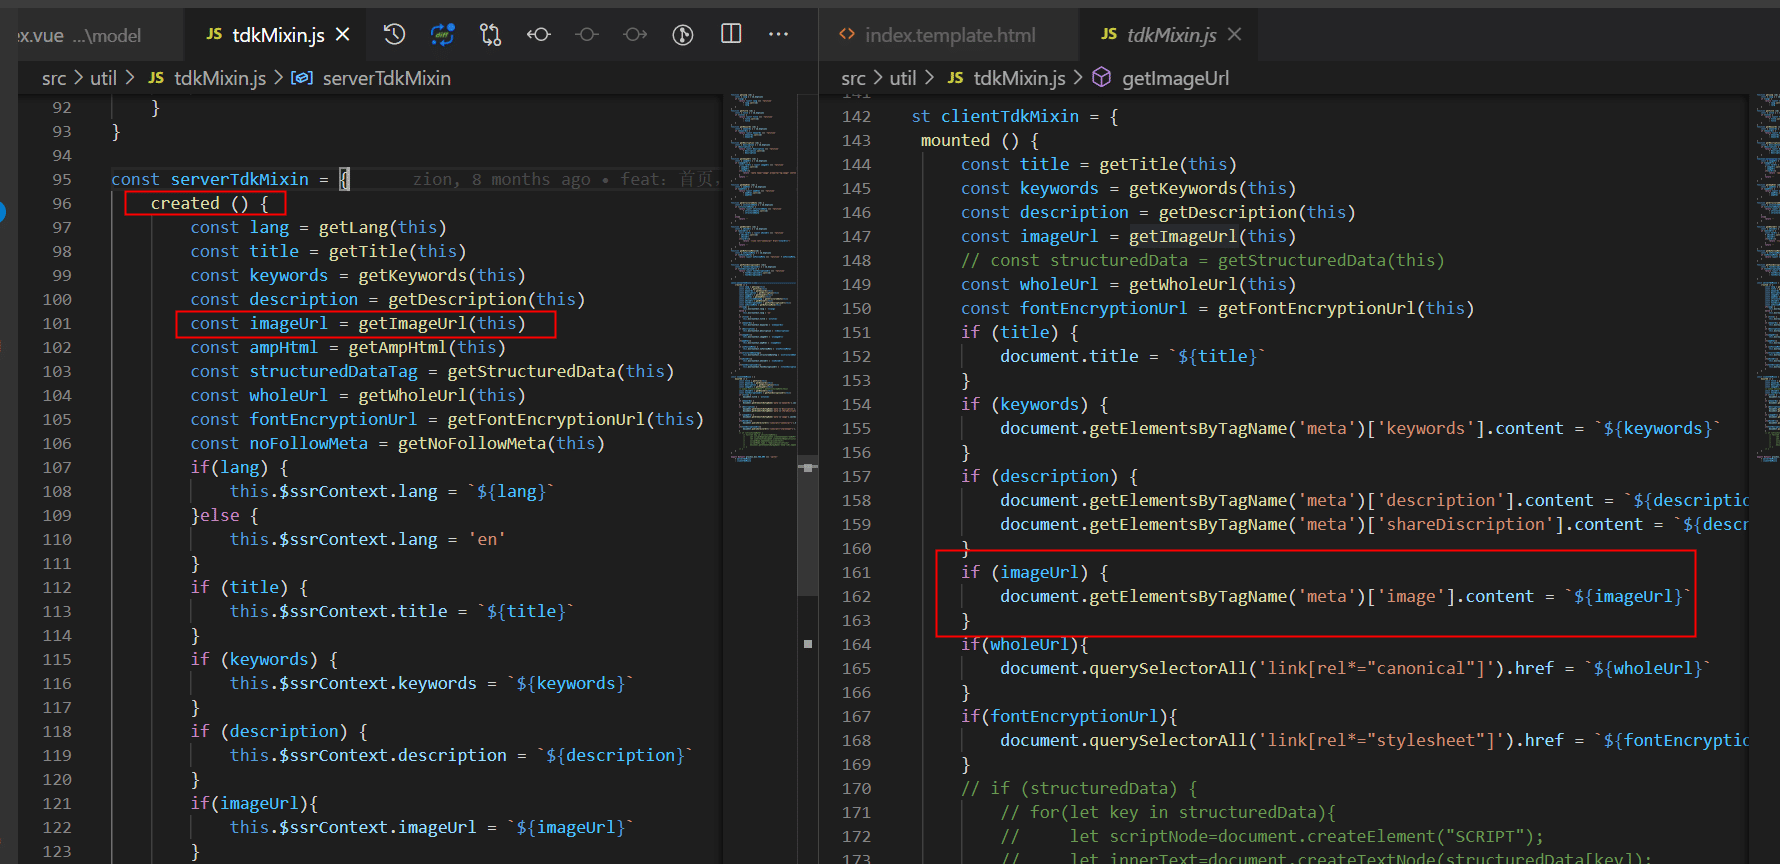 ex.vue ...\model
JS tdkMixin.js
src > util > JS tdkMixin.js > serverTdkMixin
92 }
93 }
94
95 const serverTdkMixin = { zion, 8 months ago • feat: 首页,
96 created () {
97 const lang = getLang(this)
98 const title = getTitle(this)
99 const keywords = getKeywords(this)
100 const description = getDescription(this)
101 const imageUrl = getImageUrl(this)
102 const ampHtml = getAmpHtml(this)
103 const structuredDataTag = getStructuredData(this)
104 const wholeUrl = getWholeUrl(this)
105 const fontEncryptionUrl = getFontEncryptionUrl(this)
106 const noFollowMeta = getNoFollowMeta(this)
107 if(lang) {
108 this.$ssrContext.lang = `${lang}`
109 }else {
110 this.$ssrContext.lang = 'en'
111 }
112 if (title) {
113 this.$ssrContext.title = `${title}`
114 }
115 if (keywords) {
116 this.$ssrContext.keywords = `${keywords}`
117 }
118 if (description) {
119 this.$ssrContext.description = `${description}`
120 }
121 if(imageUrl){
122 this.$ssrContext.imageUrl = `${imageUrl}`
123 }
<> index.template.html
JS tdkMixin.js
src > util > JS tdkMixin.js > getImageUrl
141
142 st clientTdkMixin = {
143 mounted () {
144 const title = getTitle(this)
145 const keywords = getKeywords(this)
146 const description = getDescription(this)
147 const imageUrl = getImageUrl(this)
148 // const structuredData = getStructuredData(this)
149 const wholeUrl = getWholeUrl(this)
150 const fontEncryptionUrl = getFontEncryptionUrl(this)
151 if (title) {
152 document.title = `${title}`
153 }
154 if (keywords) {
155 document.getElementsByTagName('meta')['keywords'].content = `${keywords}`
156 }
157 if (description) {
158 document.getElementsByTagName('meta')['description'].content = `${descriptio
159 document.getElementsByTagName('meta')['shareDiscription'].content = `${descr
160 }
161 if (imageUrl) {
162 document.getElementsByTagName('meta')['image'].content = `${imageUrl}`
163 }
164 if(wholeUrl){
165 document.querySelectorAll('link[rel*="canonical"]').href = `${wholeUrl}`
166 }
167 if(fontEncryptionUrl){
168 document.querySelectorAll('link[rel*="stylesheet"]').href = `${fontEncryptio
169 }
170 // if (structuredData) {
171 // for(let key in structuredData){
172 // let scriptNode=document.createElement("SCRIPT");
173 // let innerText=document.createTextNode(structuredData[key]);